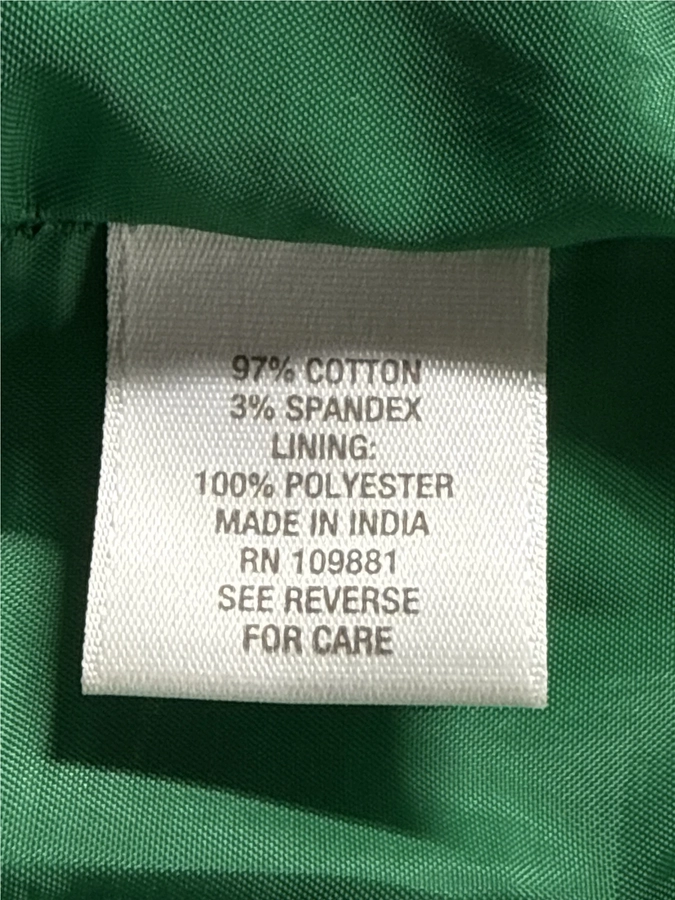 97% COTTON
3% SPANDEX
LINING:
100% POLYESTER
MADE IN INDIA
RN 109881
SEE REVERSE
FOR CARE